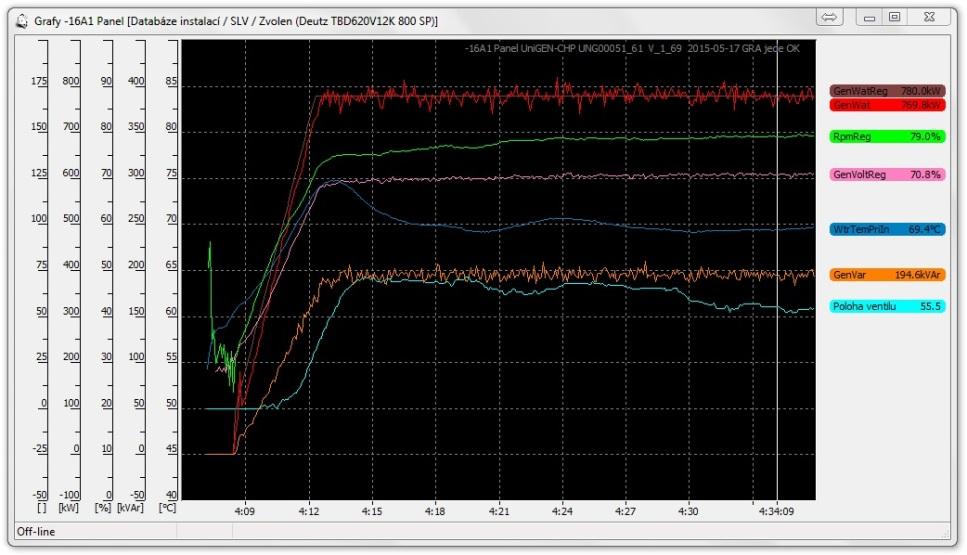 Grafy -16A1 Panel [Databáze instalací / SLV / Zvolen (Deutz TBD620V12K 800 SP)]
-16A1 Panel UniGEN-CHP UNG00051_61 V_1_69 2015-05-17 GRA jede OK
175 800 90 400 85
150 700 80 350 80
125 600 70 300 75
100 500 60 250 70
75 400 50 200 65
50 300 40 150 60
25 200 30 100 55
0 100 20 50 50
-25 0 10 0 45
-50 -100 0 -50 40
[] [kW] [%] [kVAr] [ºC]
4:09 4:12 4:15 4:18 4:21 4:24 4:27 4:30 4:34:09
GenWatReg 780.0kW
GenWat 769.8kW
RpmReg 79.0%
GenVoltReg 70.8%
WtrTemPriIn 69.4ºC
GenVar 194.6kVAr
Poloha ventilu 55.5
Off-line